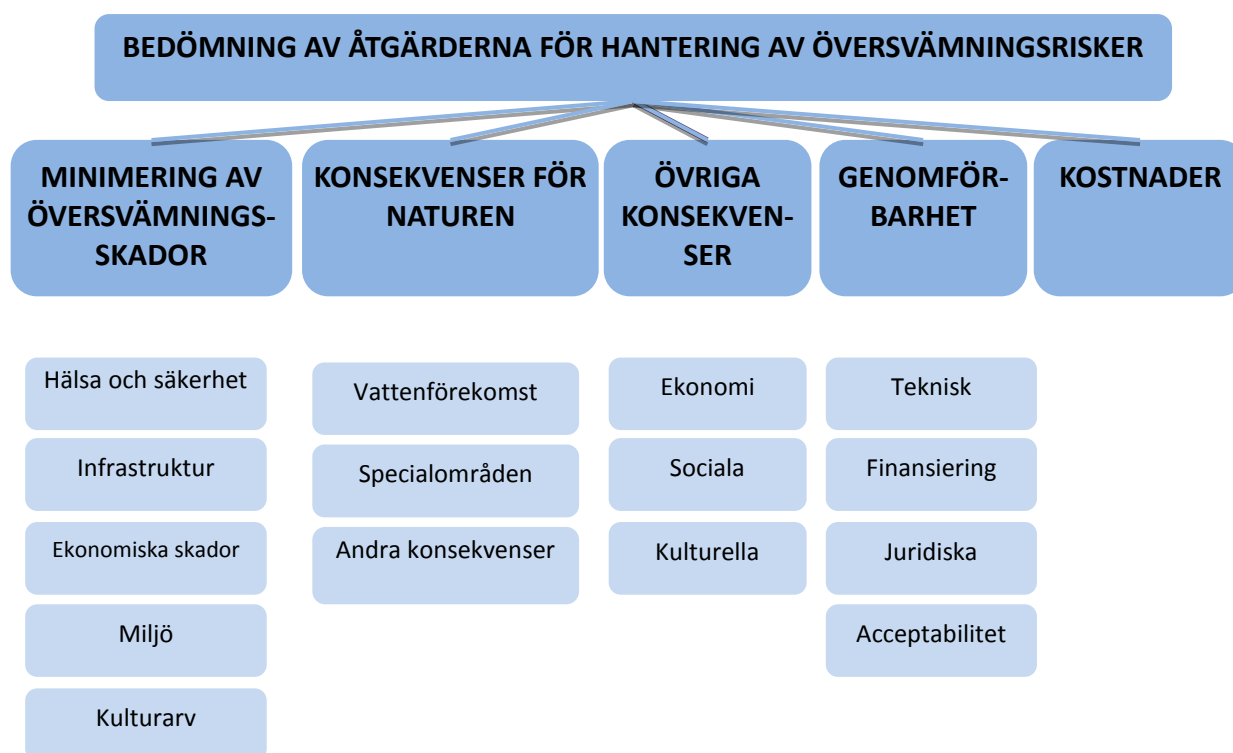 BEDÖMNING AV ÅTGÄRDERNA FÖR HANTERING AV ÖVERSVÄMNINGSRISKER
MINIMERING AV
ÖVERSVÄMNINGS-
SKADOR
KONSEKVENSER FÖR
NATUREN
ÖVRIGA
KONSEKVEN-
SER
GENOMFÖR-
BARHET
KOSTNADER
Hälsa och säkerhet
Infrastruktur
Ekonomiska skador
Miljö
Kulturarv
Vattenförekomst
Specialområden
Andra konsekvenser
Ekonomi
Sociala
Kulturella
Teknisk
Finansiering
Juridiska
Acceptabilitet